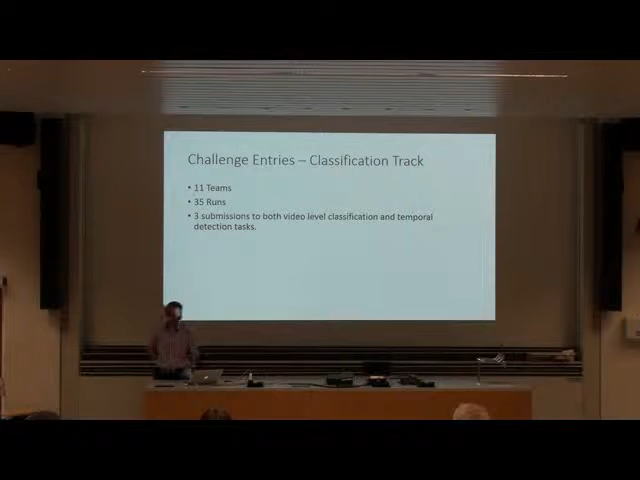 Challenge Entries – Classification Track
• 11 Teams
• 35 Runs
• 3 submissions to both video level classification and temporal
detection tasks.